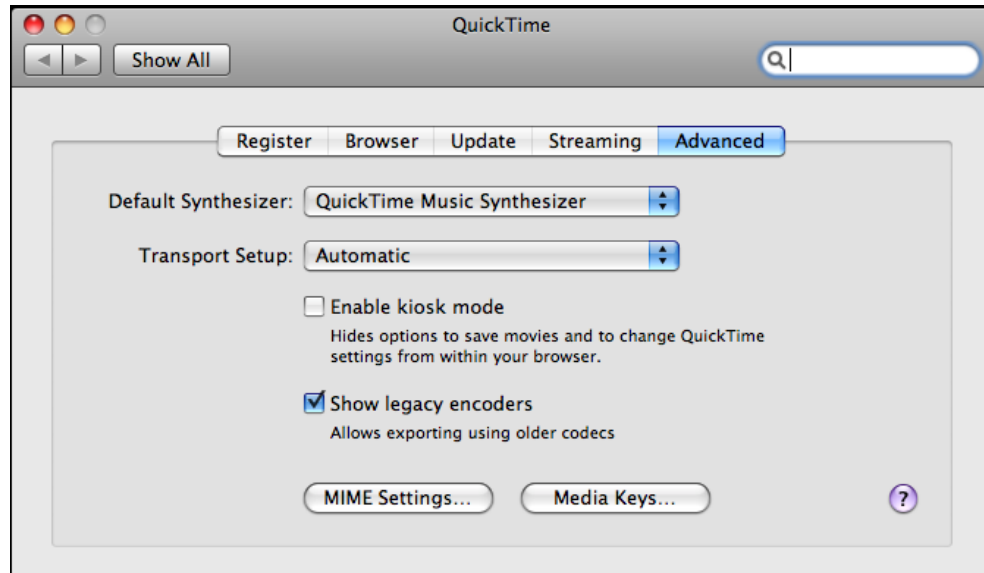 QuickTime
Show All
Register Browser Update Streaming Advanced
Default Synthesizer: QuickTime Music Synthesizer
Transport Setup: Automatic
Enable kiosk mode
Hides options to save movies and to change QuickTime
settings from within your browser.
Show legacy encoders
Allows exporting using older codecs
MIME Settings... Media Keys... ?